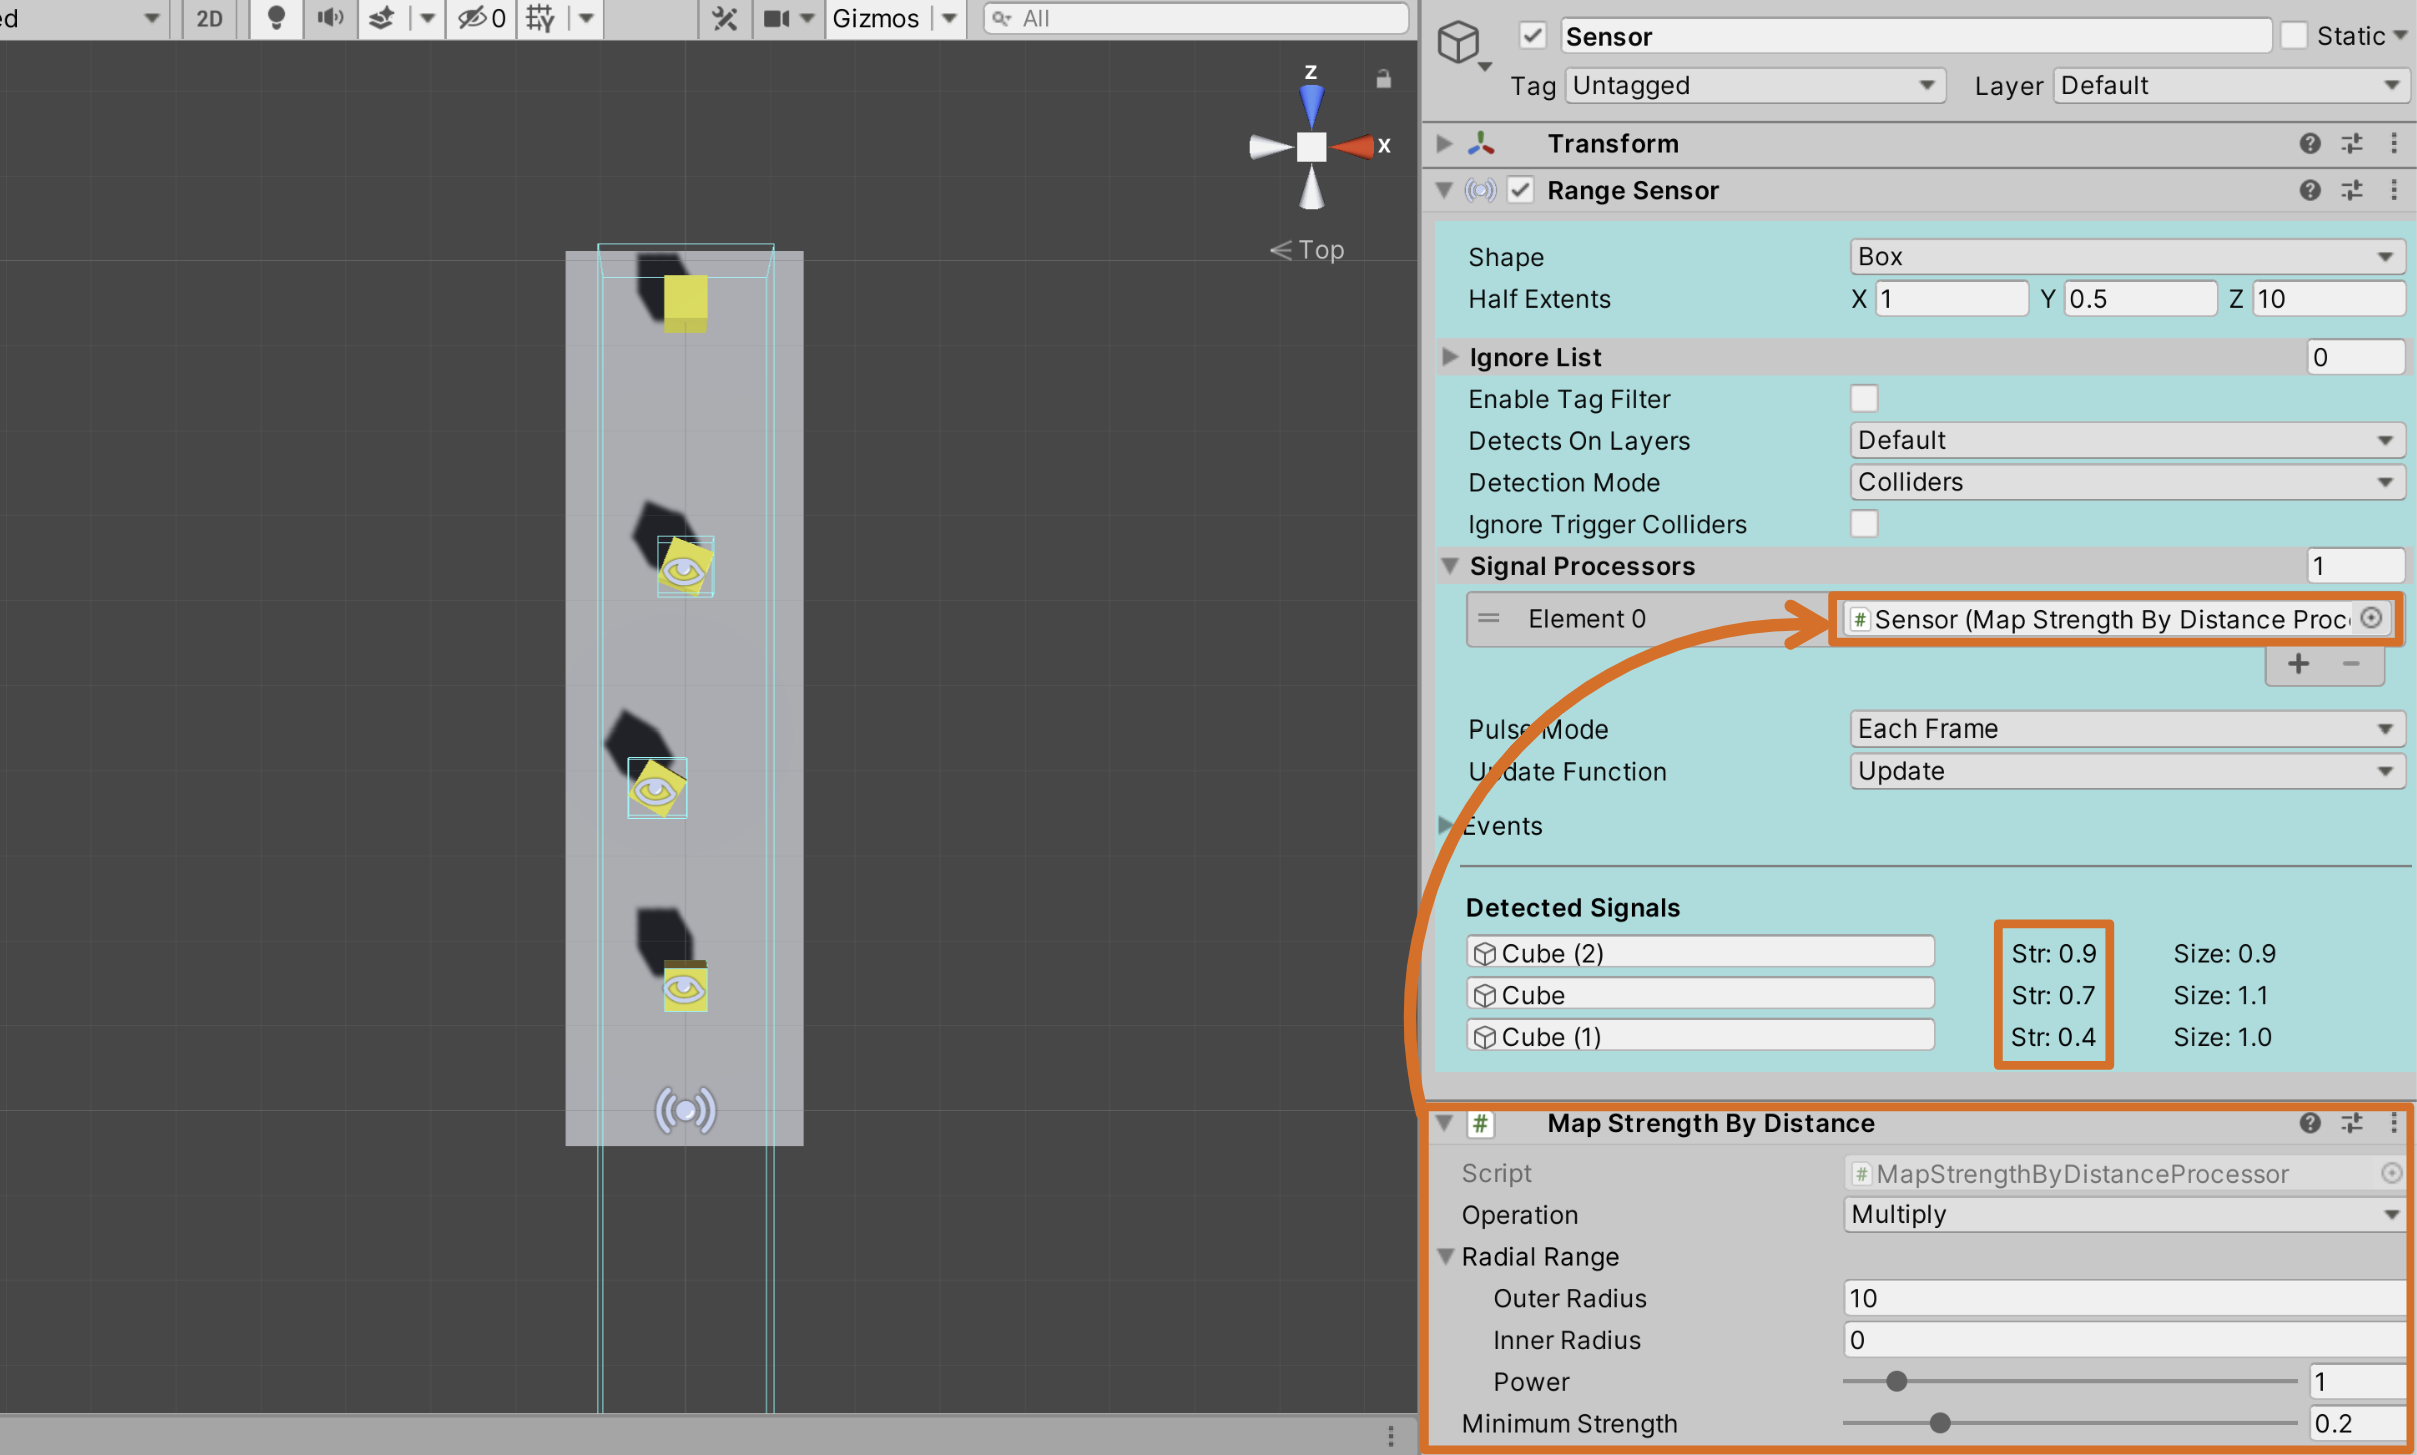 ed
2D
0
Gizmos
All
Z
X
Top
Sensor
Static
Tag
Untagged
Layer
Default
Transform
Range Sensor
Shape
Box
Half Extents
X 1
Y 0.5
Z 10
Ignore List
0
Enable Tag Filter
Detects On Layers
Default
Detection Mode
Colliders
Ignore Trigger Colliders
Signal Processors
1
Element 0
Sensor (Map Strength By Distance Proc
Pulse Mode
Each Frame
Update Function
Update
Events
Detected Signals
Cube (2)
Str: 0.9
Size: 0.9
Cube
Str: 0.7
Size: 1.1
Cube (1)
Str: 0.4
Size: 1.0
Map Strength By Distance
Script
MapStrengthByDistanceProcessor
Operation
Multiply
Radial Range
Outer Radius
10
Inner Radius
0
Power
1
Minimum Strength
0.2